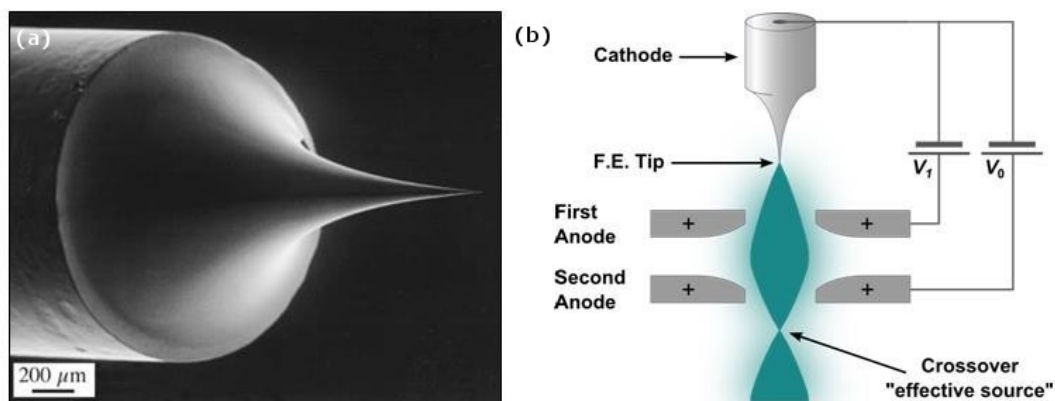 (a)
200 µm
(b)
Cathode
F.E. Tip
First
Anode
+ +
Second
Anode
+ +
V₁ V₀
Crossover
"effective source"